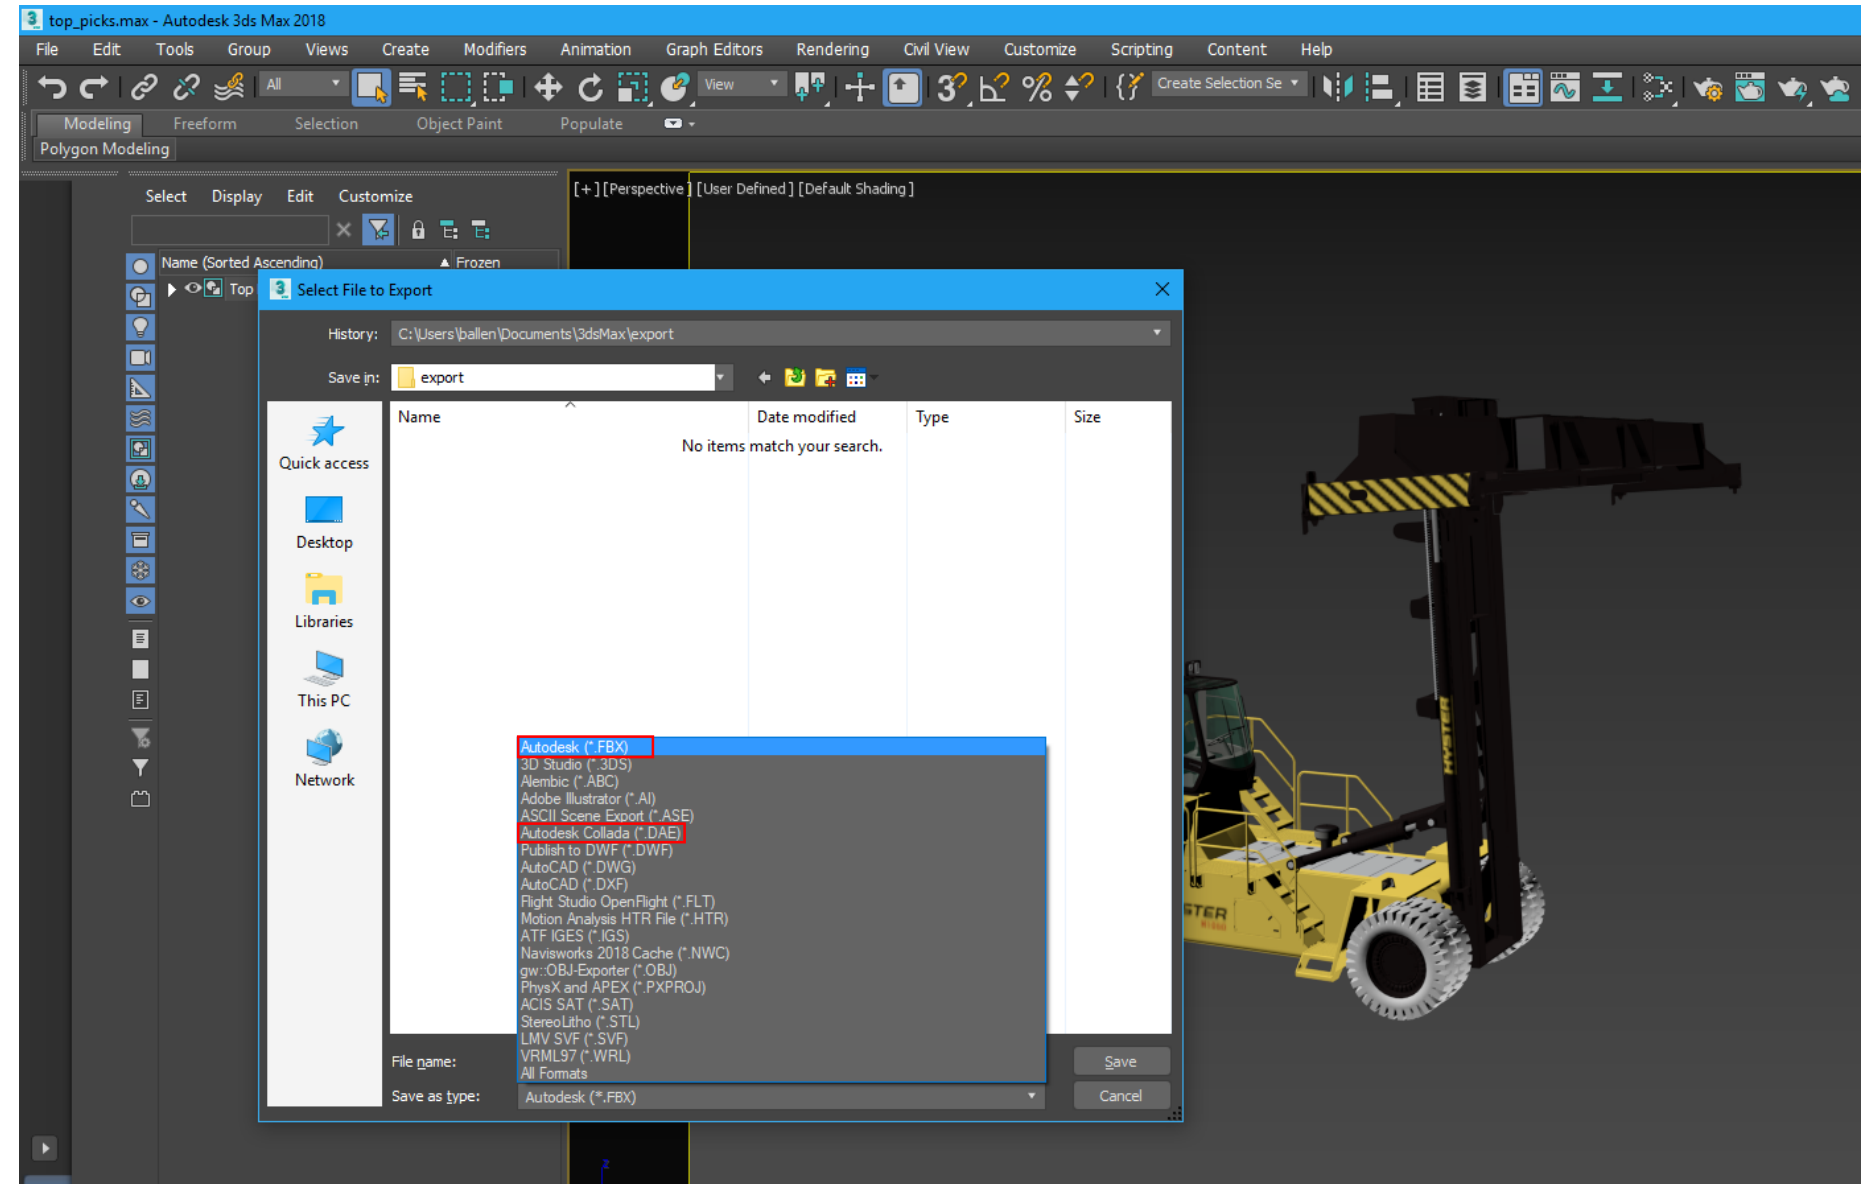 top_picks.max - Autodesk 3ds Max 2018
File Edit Tools Group Views Create Modifiers Animation Graph Editors Rendering Civil View Customize Scripting Content Help
All View Create Selection Se
Modeling Freeform Selection Object Paint Populate
Polygon Modeling
[+] [Perspective] [User Defined] [Default Shading]
Select Display Edit Customize
Name (Sorted Ascending) Frozen
Top
Select File to Export
History: C:\Users\ballen\Documents\3dsMax\export
Save in: export
Name Date modified Type Size
No items match your search.
Quick access
Desktop
Libraries
This PC
Network
Autodesk (*.FBX)
3D Studio (*.3DS)
Alembic (*.ABC)
Adobe Illustrator (*.AI)
ASCII Scene Export (*.ASE)
Autodesk Collada (*.DAE)
Publish to DWF (*.DWF)
AutoCAD (*.DWG)
AutoCAD (*.DXF)
Flight Studio OpenFlight (*.FLT)
Motion Analysis HTR File (*.HTR)
ATF IGES (*.IGS)
Navisworks 2018 Cache (*.NWC)
gw::OBJ-Exporter (*.OBJ)
PhysX and APEX (*.PXPROJ)
ACIS SAT (*.SAT)
StereoLitho (*.STL)
LMV SVF (*.SVF)
VRML97 (*.WRL)
All Formats
File name: Save
Save as type: Autodesk (*.FBX) Cancel
HYSTER
STER
z